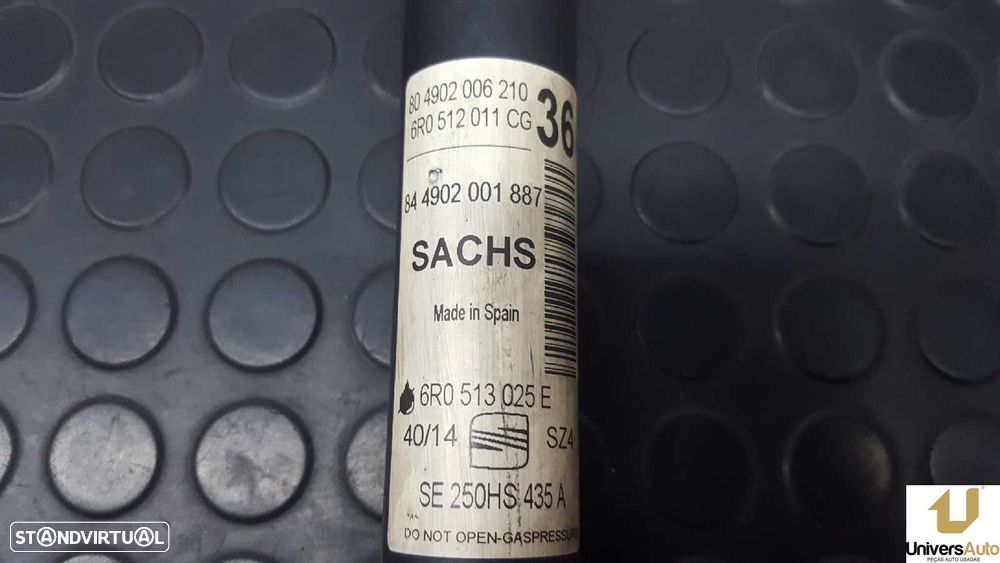 80 4902 006 210
6R0 512 011 CG
36
84 4902 001 887
SACHS
Made in Spain
6R0 513 025 E
40/14
SZ4
SE 250HS 435 A
DO NOT OPEN-GASPRESSURE
STANDVIRTUAL
UniversAuto
PEÇAS AUTO USADAS